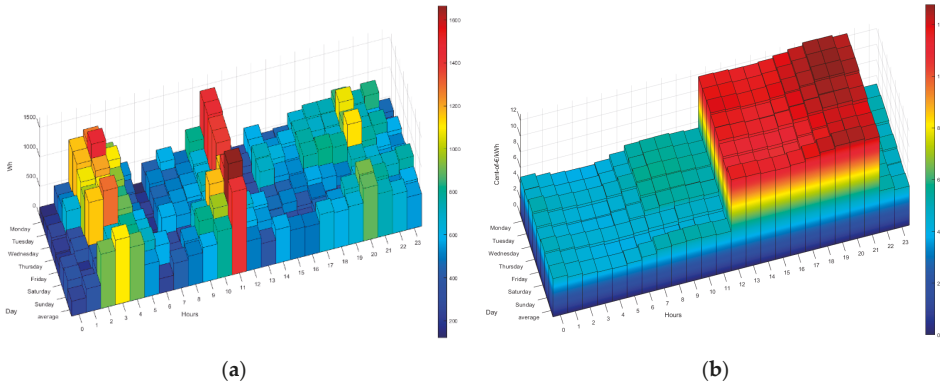 1500
1000
500
0
Wh
Monday
Tuesday
Wednesday
Thursday
Friday
Saturday
Sunday
average
Day
0 1 2 3 4 5 6 7 8 9 10 11 12 13 14 15 16 17 18 19 20 21 22 23
Hours
1600
1400
1200
1000
800
600
400
200
(a)
12
10
8
6
4
2
0
Cent-of-€/kWh
Monday
Tuesday
Wednesday
Thursday
Friday
Saturday
Sunday
average
Day
0 1 2 3 4 5 6 7 8 9 10 11 12 13 14 15 16 17 18 19 20 21 22 23
Hours
8
6
4
2
0
(b)